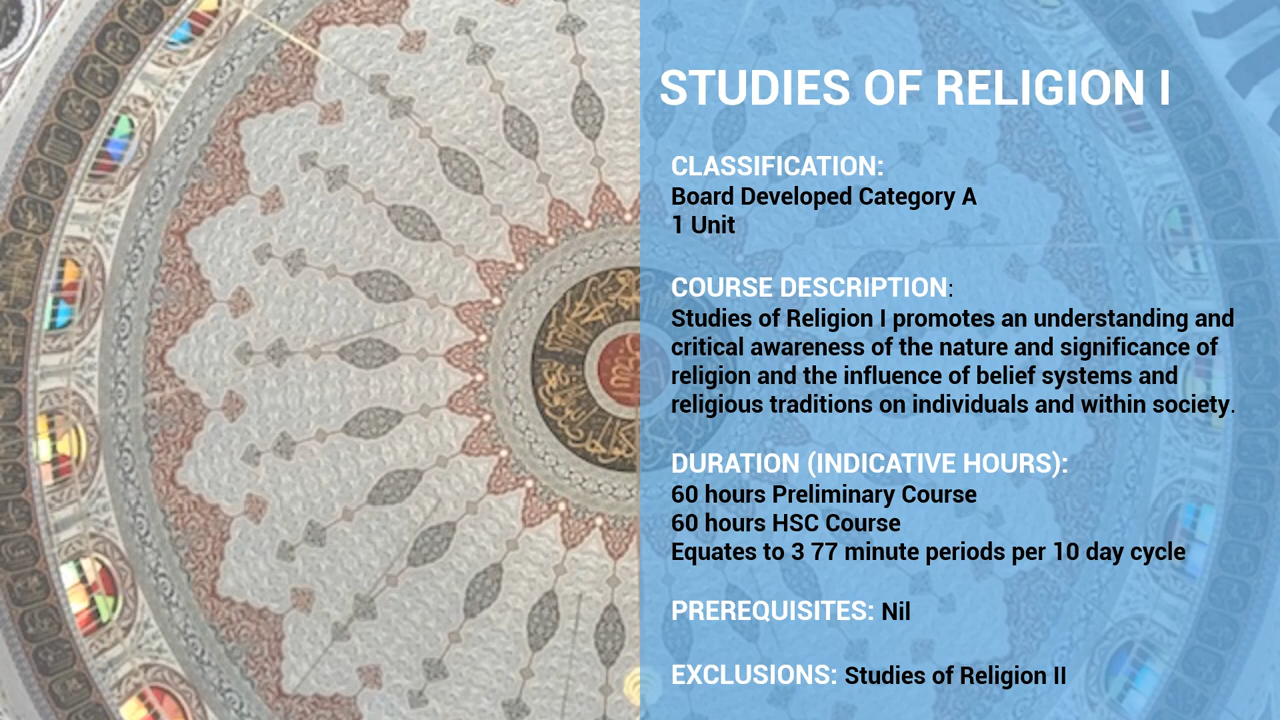 STUDIES OF RELIGION I
CLASSIFICATION:
Board Developed Category A
1 Unit
COURSE DESCRIPTION:
Studies of Religion I promotes an understanding and
critical awareness of the nature and significance of
religion and the influence of belief systems and
religious traditions on individuals and within society.
DURATION (INDICATIVE HOURS):
60 hours Preliminary Course
60 hours HSC Course
Equates to 3 77 minute periods per 10 day cycle
PREREQUISITES: Nil
EXCLUSIONS: Studies of Religion II